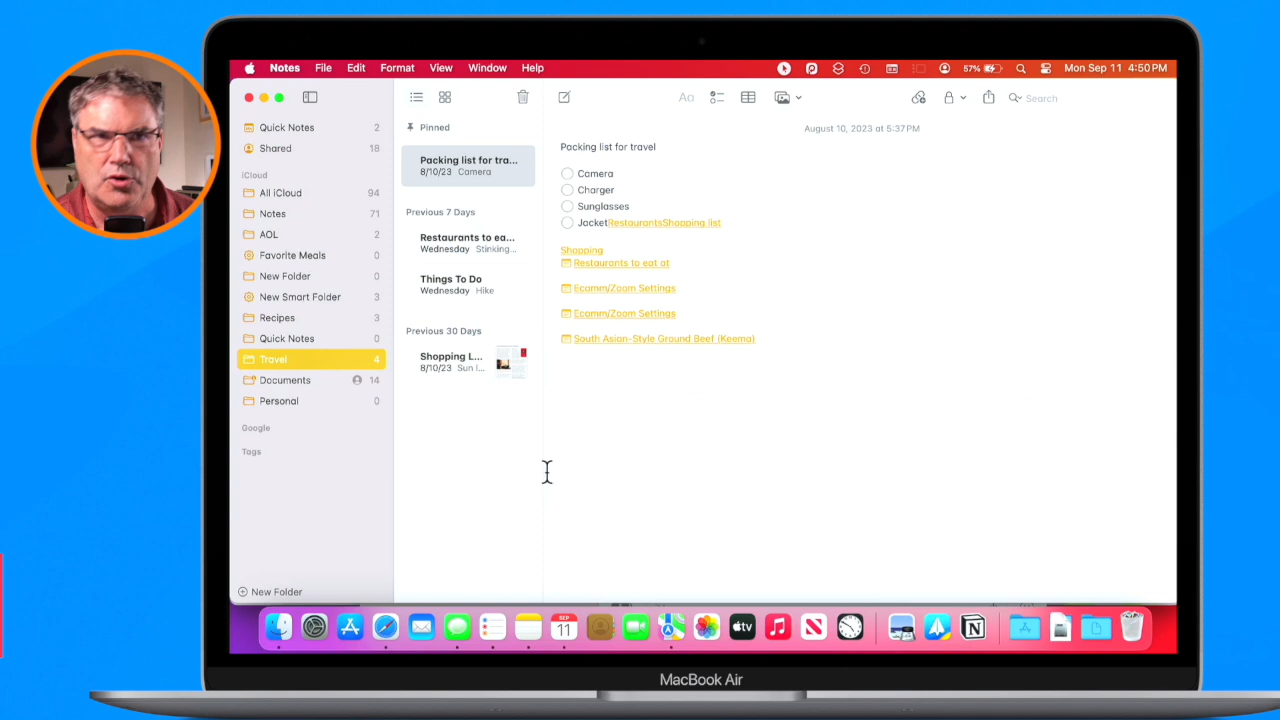 Notes File Edit Format View Window Help 57% Mon Sep 11 4:50 PM
Search
Quick Notes 2
Shared 18
iCloud
All iCloud 94
Notes 71
AOL 2
Favorite Meals 0
New Folder 0
New Smart Folder 3
Recipes 3
Quick Notes 0
Travel 4
Documents 14
Personal 0
Google
Tags
New Folder
Pinned
Packing list for tra...
8/10/23 Camera
Previous 7 Days
Restaurants to ea...
Wednesday Stinking...
Things To Do
Wednesday Hike
Previous 30 Days
Shopping L...
8/10/23 Sun l...
Aa
August 10, 2023 at 5:37 PM
Packing list for travel
Camera
Charger
Sunglasses
JacketRestaurantsShopping list
Shopping
Restaurants to eat at
Ecamm/Zoom Settings
Ecamm/Zoom Settings
South Asian-Style Ground Beef (Keema)
SEP
11
tv
N
MacBook Air